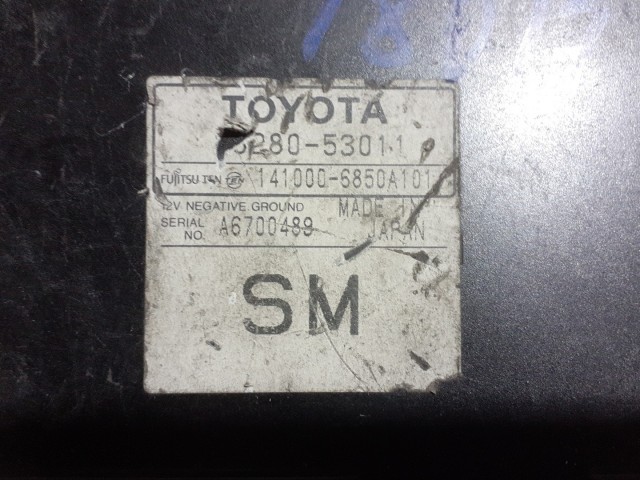 TOYOTA
280-53011
FUJITSU TEN 141000-6850A101
12V NEGATIVE GROUND MADE IN
SERIAL NO. A6700489 JAPAN
SM